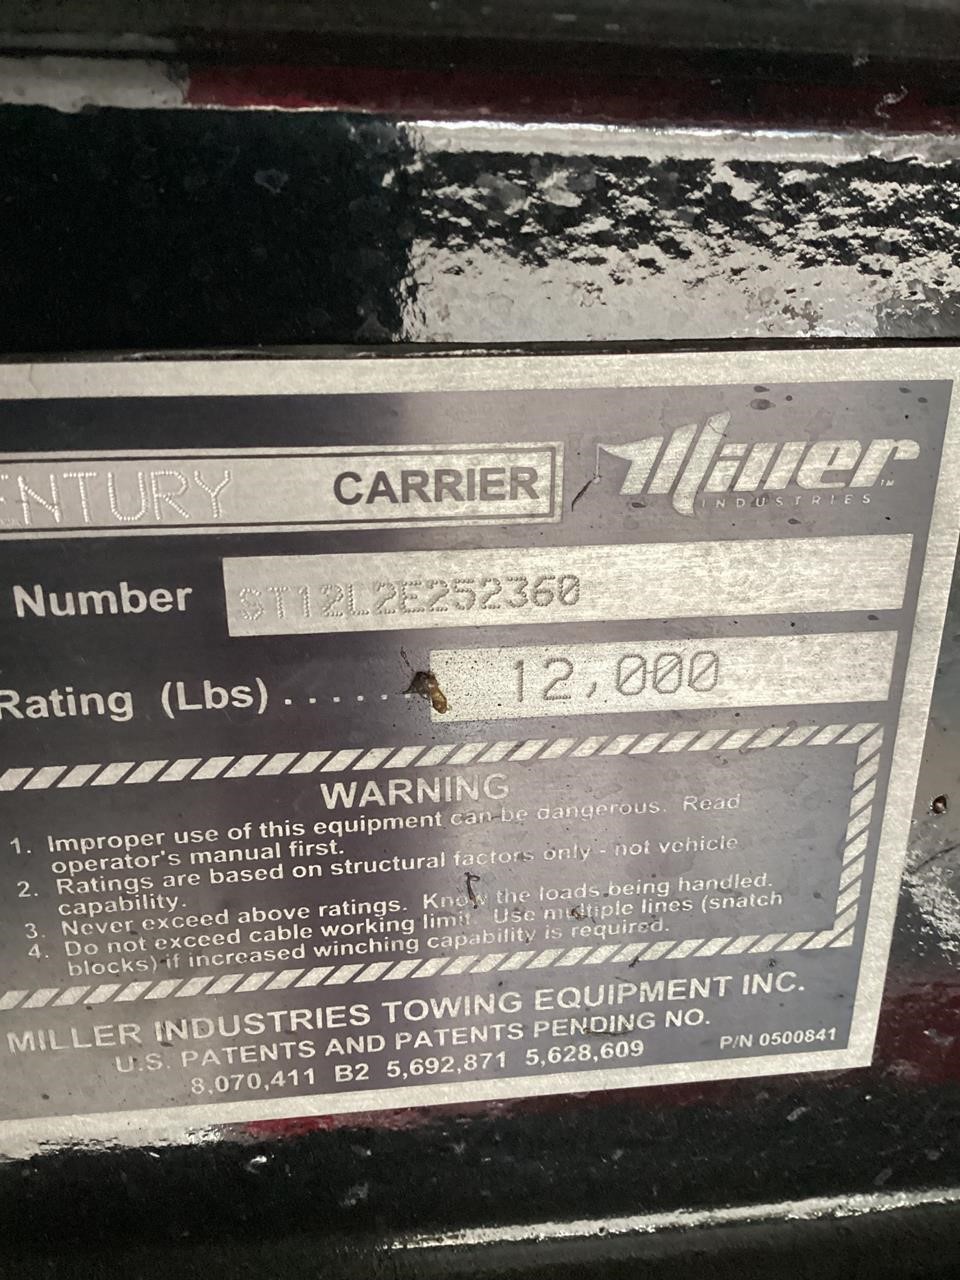 ENTURY CARRIER Miller
INDUSTRIES
Number ST12L2E252360
Rating (Lbs) ....... 12,000
WARNING
1. Improper use of this equipment can be dangerous. Read
operator's manual first.
2. Ratings are based on structural factors only - not vehicle
capability.
3. Never exceed above ratings. Know the loads being handled.
4. Do not exceed cable working limit. Use multiple lines (snatch
blocks) if increased winching capability is required.
MILLER INDUSTRIES TOWING EQUIPMENT INC.
U.S. PATENTS AND PATENTS PENDING NO.
8,070,411 B2 5,692,871 5,628,609
P/N 0500841